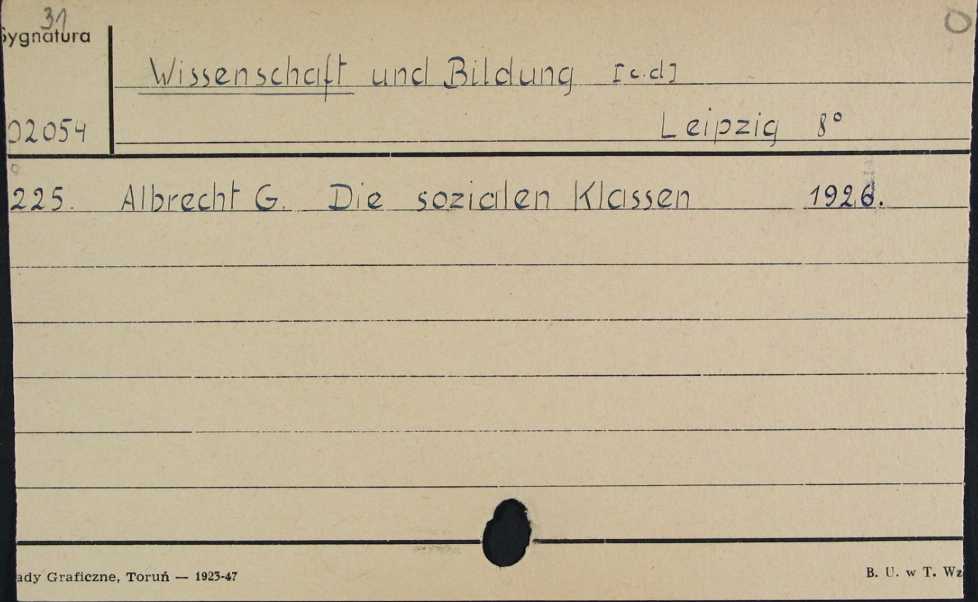 31
Sygnatura
Wissenschaft und Bildung [c.d]
02054
Leipzig 8°
225. Albrecht G. Die sozialen Klassen 1926.
ady Graficzne, Toruń — 1923-47
B. U. w T. Wz